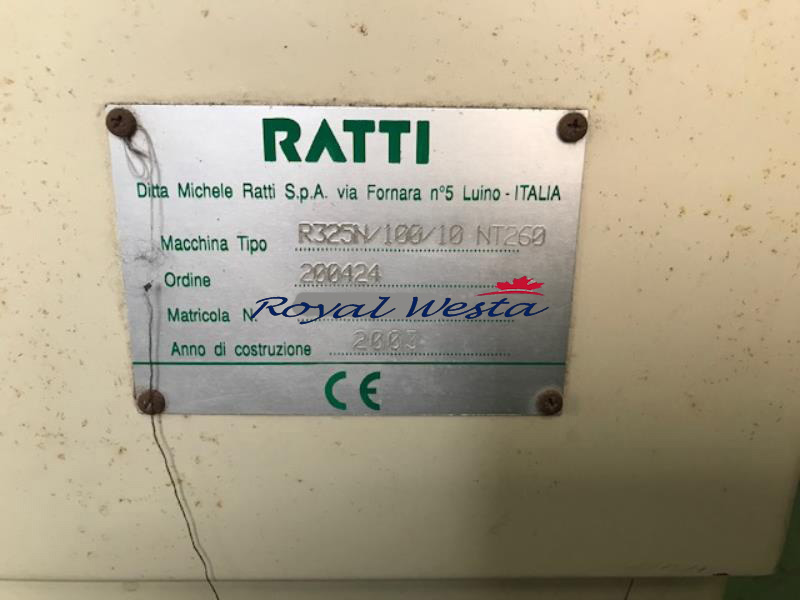 RATTI
Ditta Michele Ratti S.p.A. via Fornara n°5 Luino - ITALIA
Macchina Tipo R325N/100/10 NT260
Ordine 200424
Matricola N.
Royal Westa
Anno di costruzione 2003
CE